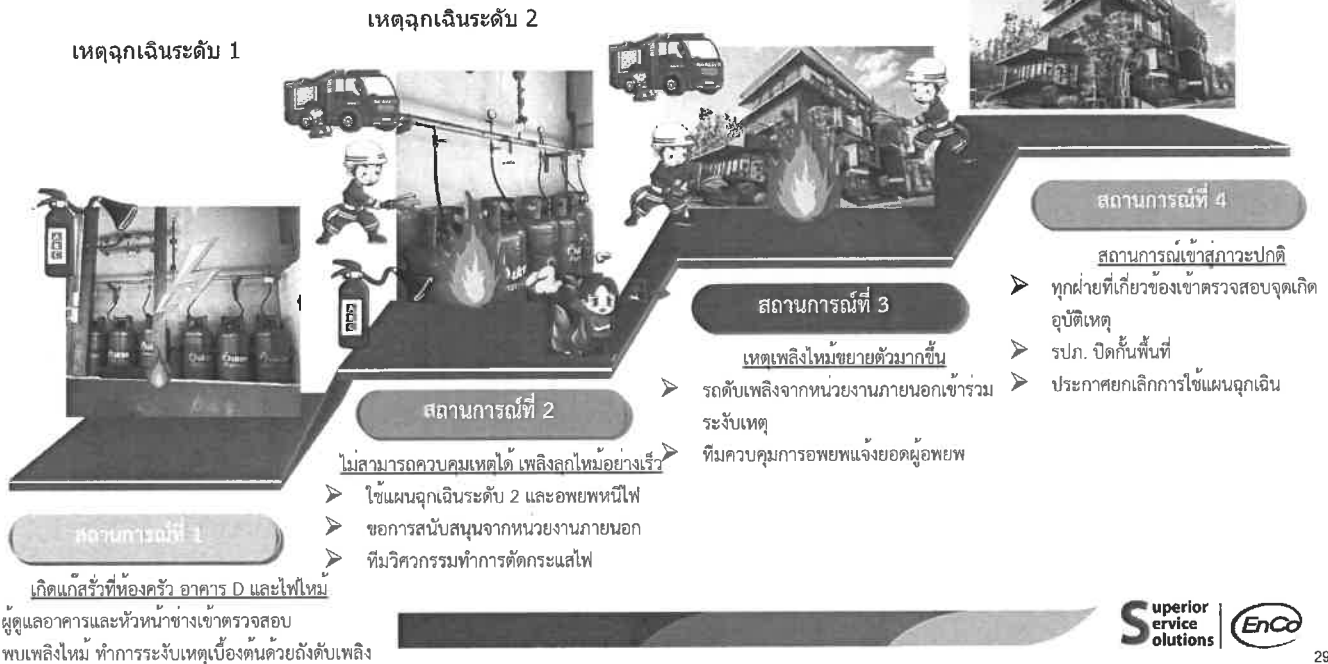 เหตุฉุกเฉินระดับ 1
เหตุฉุกเฉินระดับ 2
สถานการณ์ที่ 1
เกิดแก๊สรั่วที่ห้องครัว อาคาร D และไฟไหม้
ผู้ดูแลอาคารและหัวหน้าช่างเข้าตรวจสอบ
พบเพลิงไหม้ ทำการระงับเหตุเบื้องต้นด้วยถังดับเพลิง
สถานการณ์ที่ 2
ไม่สามารถควบคุมเหตุได้ เพลิงลุกไหม้อย่างเร็ว
➢ ใช้แผนฉุกเฉินระดับ 2 และอพยพหนีไฟ
➢ ขอการสนับสนุนจากหน่วยงานภายนอก
➢ ทีมวิศวกรรมทำการตัดกระแสไฟ
สถานการณ์ที่ 3
เหตุเพลิงไหม้ขยายตัวมากขึ้น
➢ รถดับเพลิงจากหน่วยงานภายนอกเข้าร่วม
ระงับเหตุ
➢ ทีมควบคุมการอพยพแจ้งยอดผู้อพยพ
สถานการณ์ที่ 4
สถานการณ์เข้าสู่ภาวะปกติ
➢ ทุกฝ่ายที่เกี่ยวข้องเข้าตรวจสอบจุดเกิด
อุบัติเหตุ
➢ รปภ. ปิดกั้นพื้นที่
➢ ประกาศยกเลิกการใช้แผนฉุกเฉิน
Superior
Service
Solutions
EnCo
29